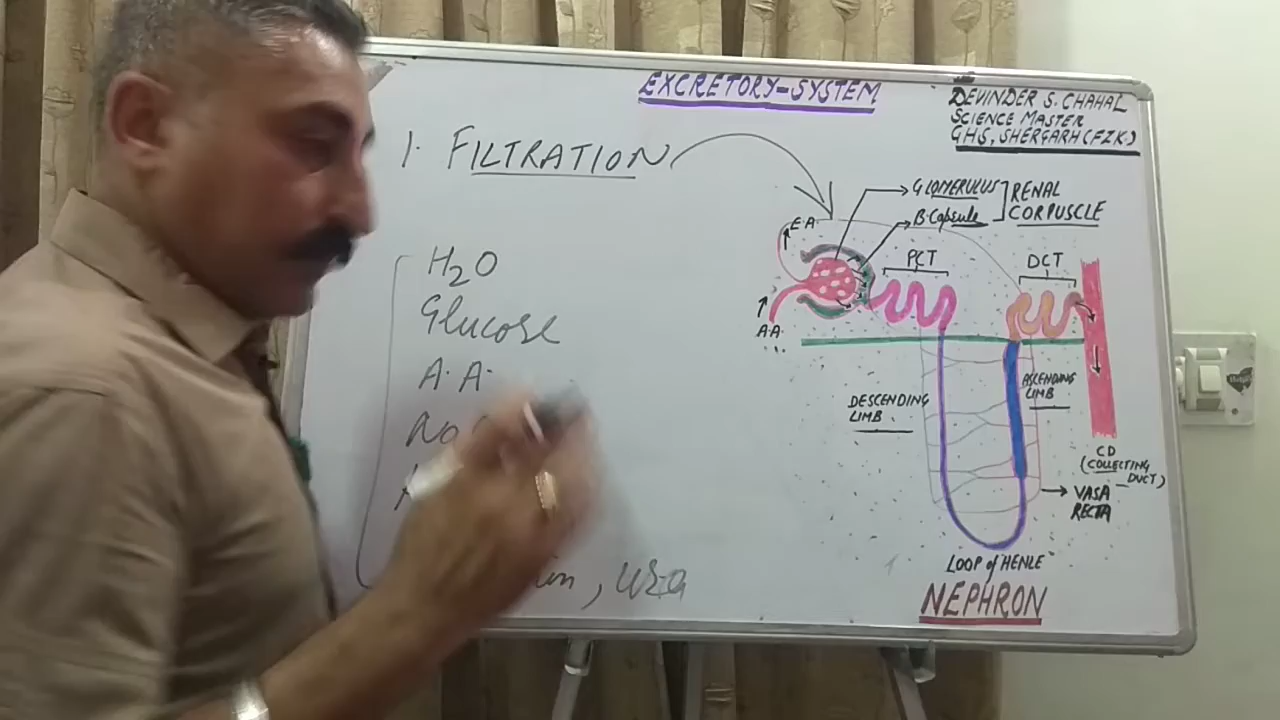 EXCRETORY-SYSTEM
DEVINDER S. CHAHAL
SCIENCE MASTER
GHS, SHERGARH (FZK)
1. FILTRATION
GLOMERULUS
B. Capsule
RENAL
CORPUSCLE
E.A
PCT
DCT
A.A.
H2O
Glucose
A.A.
DESCENDING
LIMB
ASCENDING
LIMB
CD
(COLLECTING
DUCT)
VASA
RECTA
LOOP of HENLE
NEPHRON